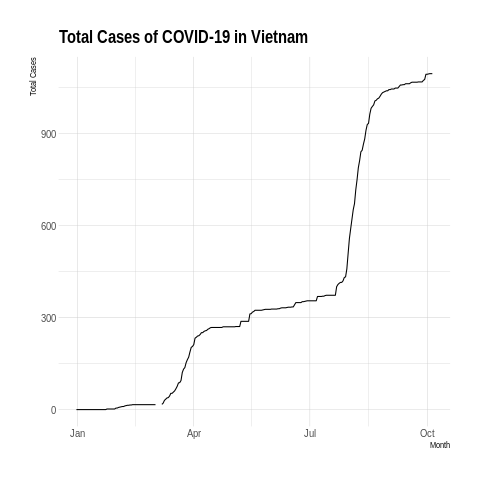 Total Cases of COVID-19 in Vietnam
Total Cases
900
600
300
0
Jan Apr Jul Oct
Month